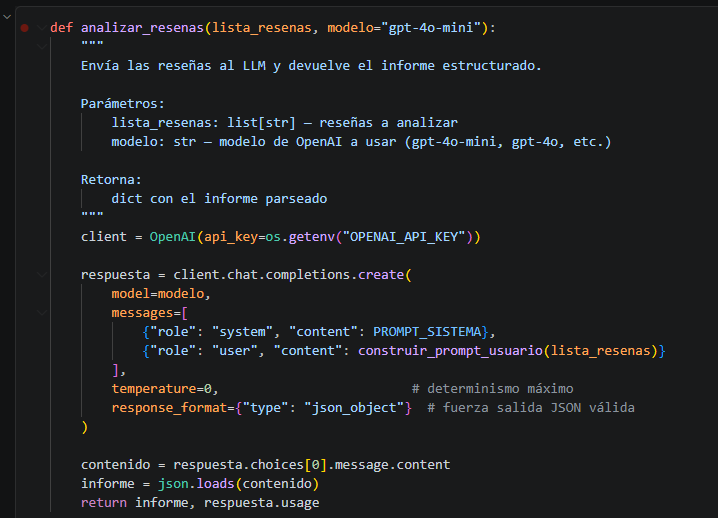 def analizar_resenas(lista_resenas, modelo="gpt-4o-mini"):
    """
    Envía las reseñas al LLM y devuelve el informe estructurado.

    Parámetros:
        lista_resenas: list[str] — reseñas a analizar
        modelo: str — modelo de OpenAI a usar (gpt-4o-mini, gpt-4o, etc.)

    Retorna:
        dict con el informe parseado
    """
    client = OpenAI(api_key=os.getenv("OPENAI_API_KEY"))

    respuesta = client.chat.completions.create(
        model=modelo,
        messages=[
            {"role": "system", "content": PROMPT_SISTEMA},
            {"role": "user", "content": construir_prompt_usuario(lista_resenas)}
        ],
        temperature=0,                         # determinismo máximo
        response_format={"type": "json_object"}  # fuerza salida JSON válida
    )

    contenido = respuesta.choices[0].message.content
    informe = json.loads(contenido)
    return informe, respuesta.usage